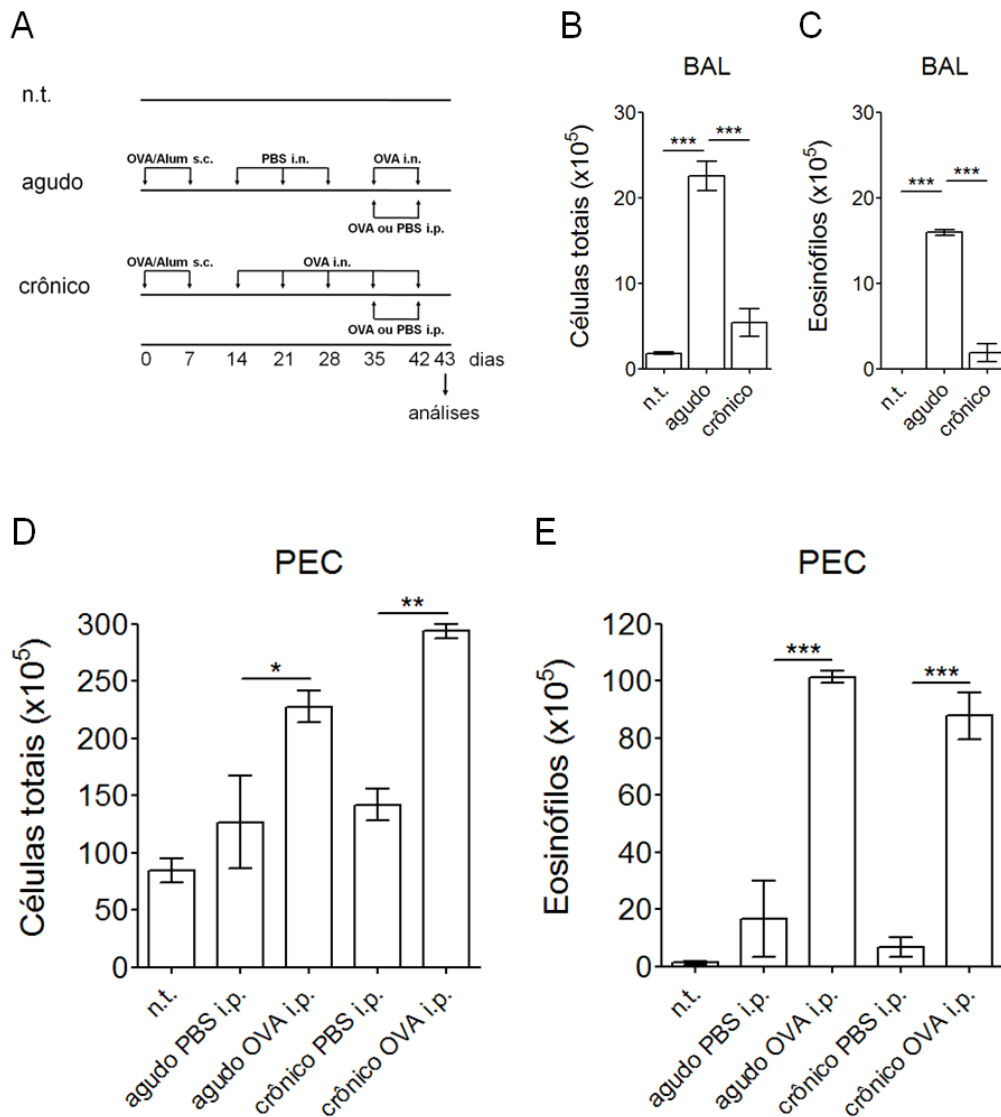 A
n.t.
OVA/Alum s.c. PBS i.n. OVA i.n.
agudo
OVA ou PBS i.p.
OVA/Alum s.c. OVA i.n.
crônico
OVA ou PBS i.p.
0 7 14 21 28 35 42 43 dias
análises
B
BAL
Células totais (x10⁵)
30
20
10
0
*** ***
n.t. agudo crônico
C
BAL
Eosinófilos (x10⁵)
30
20
10
0
*** ***
n.t. agudo crônico
D
PEC
Células totais (x10⁵)
300
250
200
150
100
50
0
* **
n.t. agudo PBS i.p. agudo OVA i.p. crônico PBS i.p. crônico OVA i.p.
E
PEC
Eosinófilos (x10⁵)
120
100
80
60
40
20
0
*** ***
n.t. agudo PBS i.p. agudo OVA i.p. crônico PBS i.p. crônico OVA i.p.